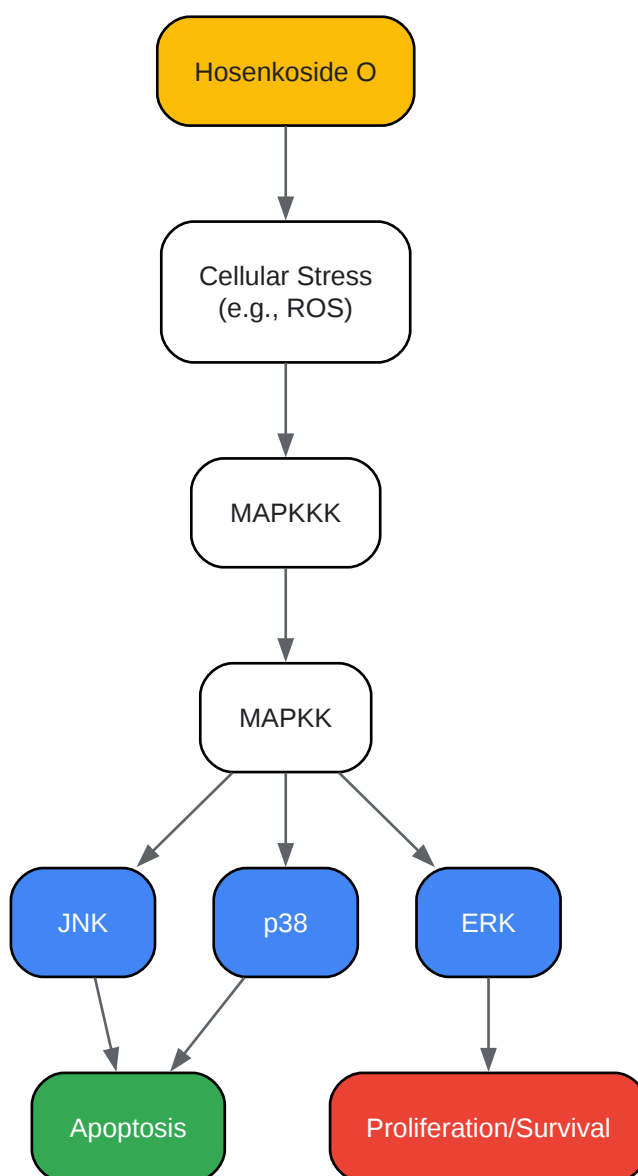 Hosenkoside O
Cellular Stress
(e.g., ROS)
MAPKKK
MAPKK
JNK
p38
ERK
Apoptosis
Proliferation/Survival